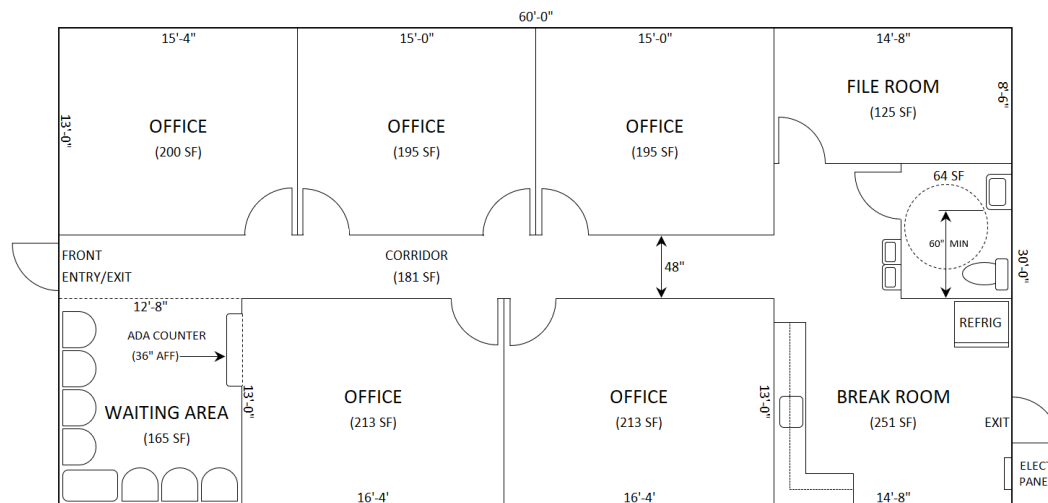 60'-0"
15'-4"
15'-0"
15'-0"
14'-8"
13'-0"
OFFICE
(200 SF)
OFFICE
(195 SF)
OFFICE
(195 SF)
FILE ROOM
(125 SF)
9'-8"
64 SF
60" MIN
30'-0"
FRONT
ENTRY/EXIT
CORRIDOR
(181 SF)
48"
12'-8"
ADA COUNTER
(36" AFF)
WAITING AREA
(165 SF)
13'-0"
OFFICE
(213 SF)
16'-4'
OFFICE
(213 SF)
16'-4'
13'-0"
REFRIG
BREAK ROOM
(251 SF)
14'-8"
EXIT
ELECT
PANE